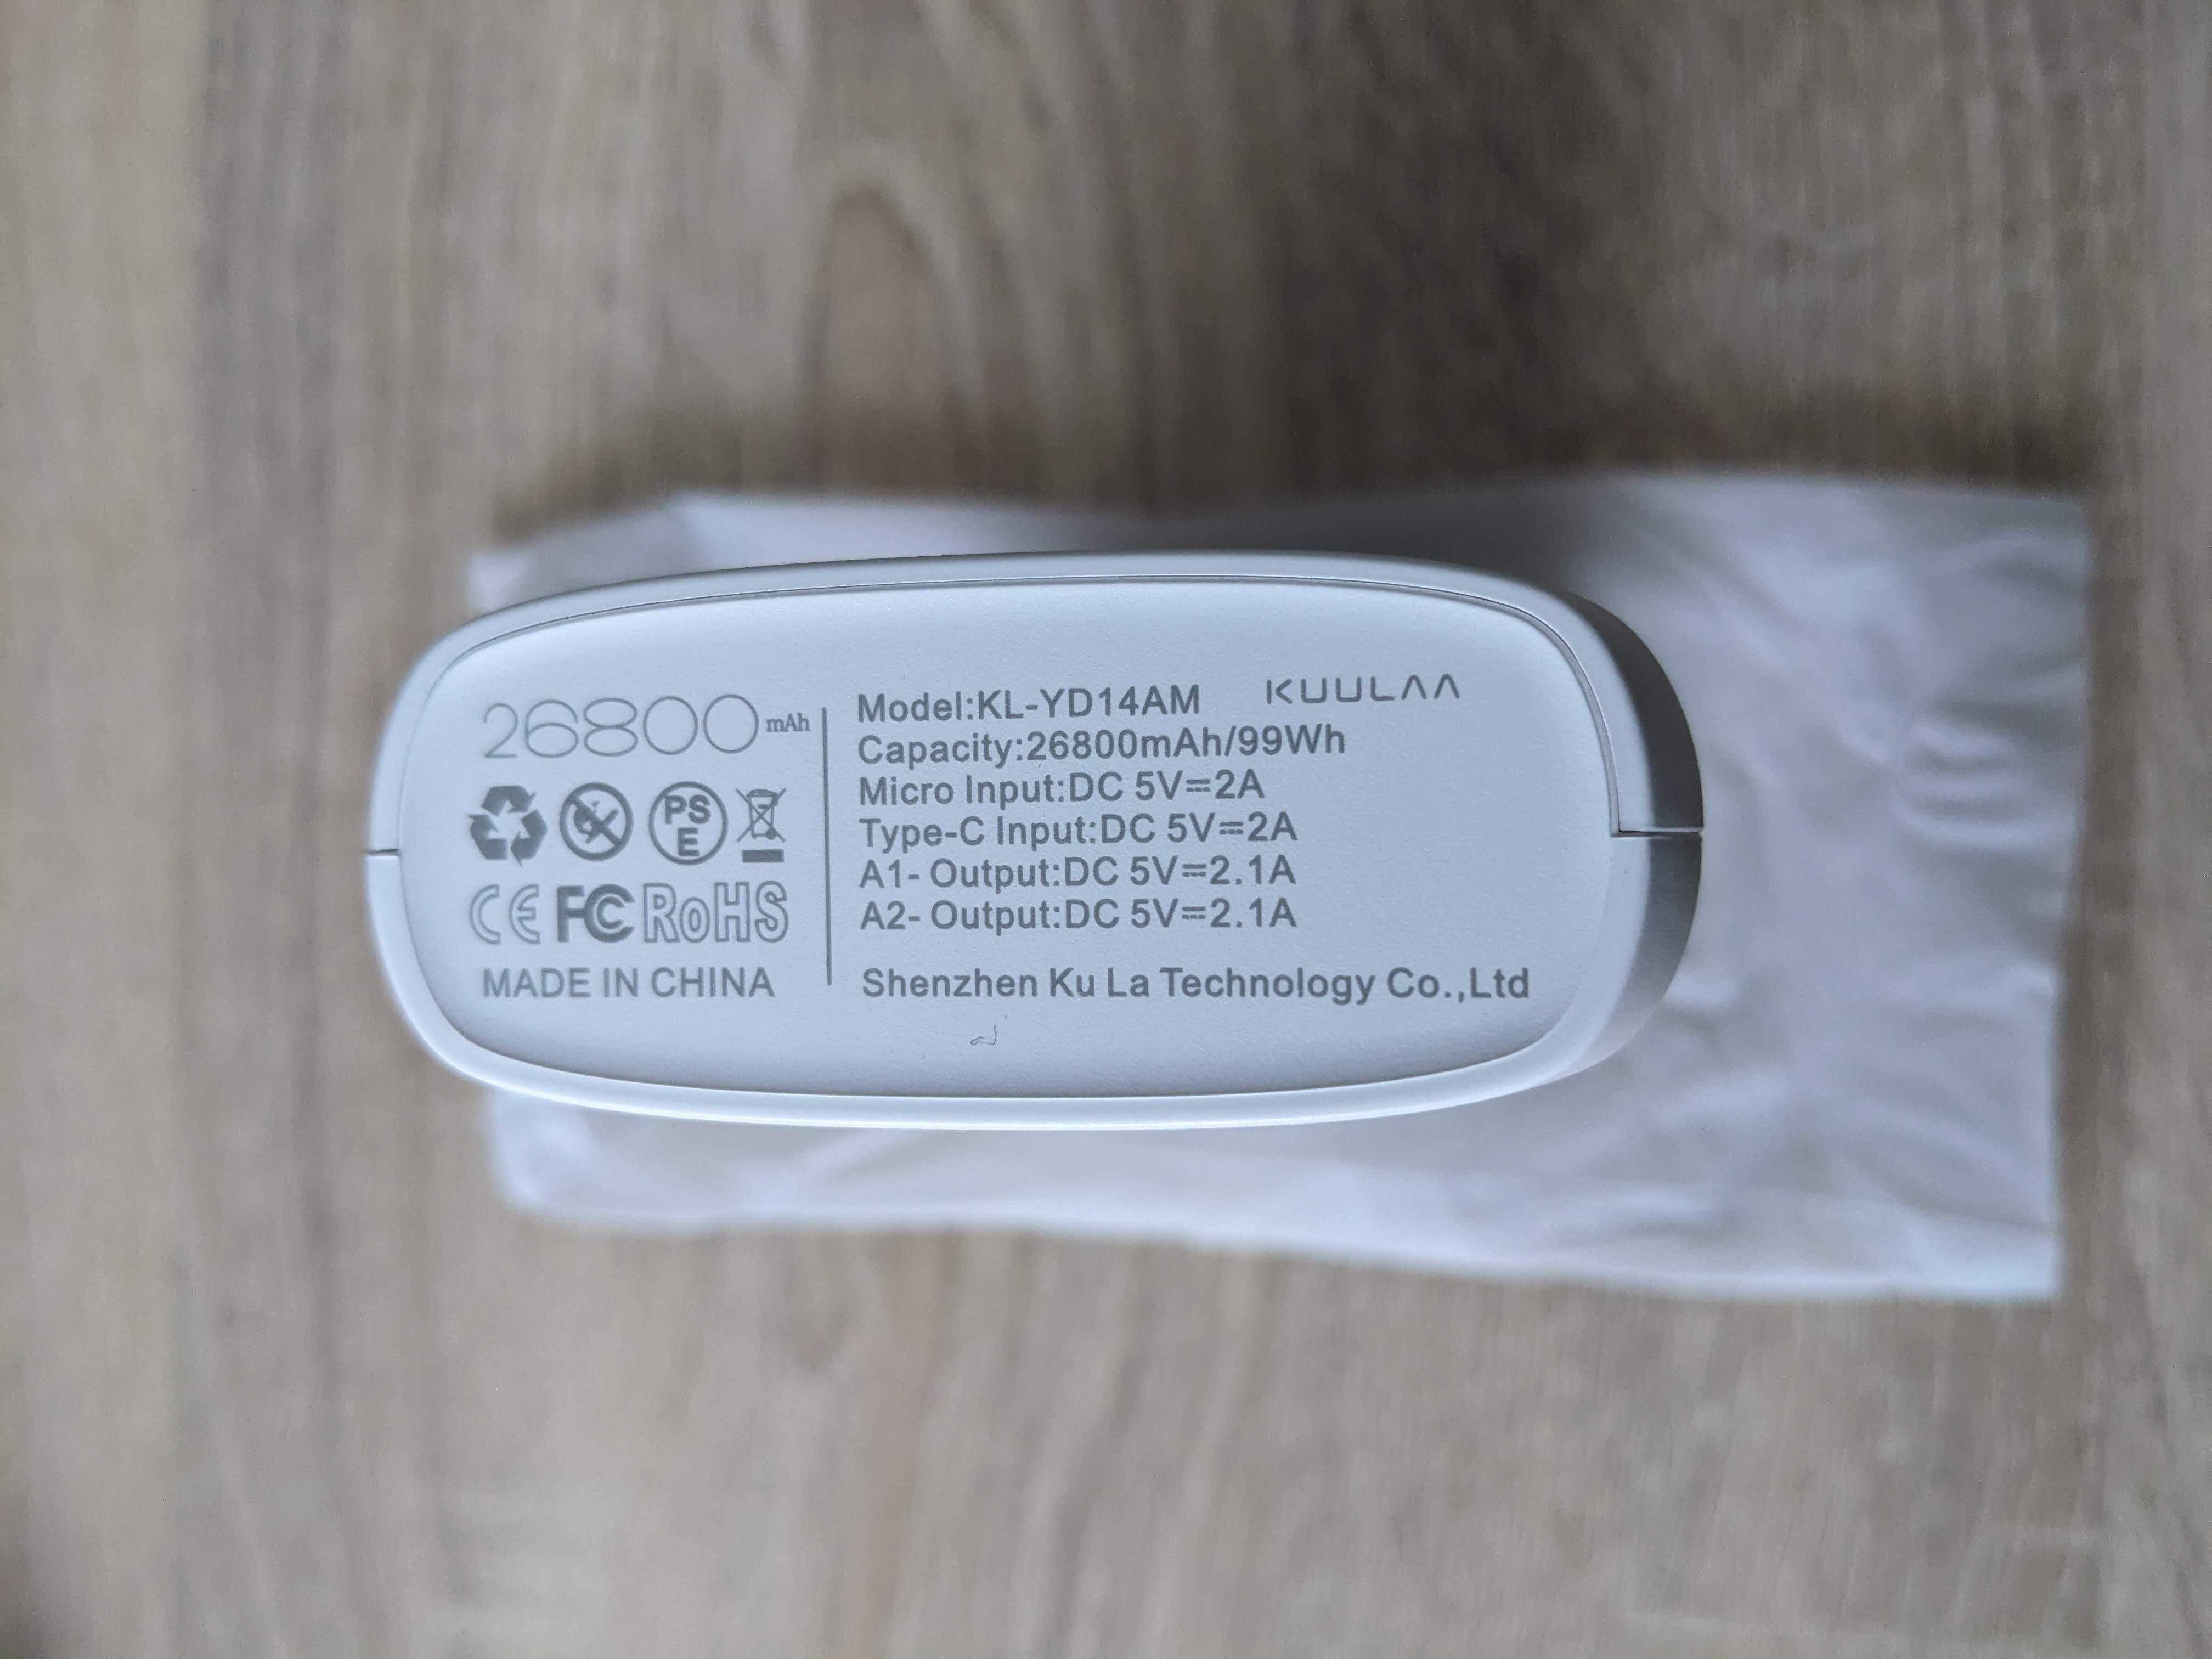 26800mAh
PSE
CE FC RoHS
MADE IN CHINA
Model:KL-YD14AM KUULAA
Capacity:26800mAh/99Wh
Micro Input:DC 5V⎓2A
Type-C Input:DC 5V⎓2A
A1- Output:DC 5V⎓2.1A
A2- Output:DC 5V⎓2.1A
Shenzhen Ku La Technology Co.,Ltd